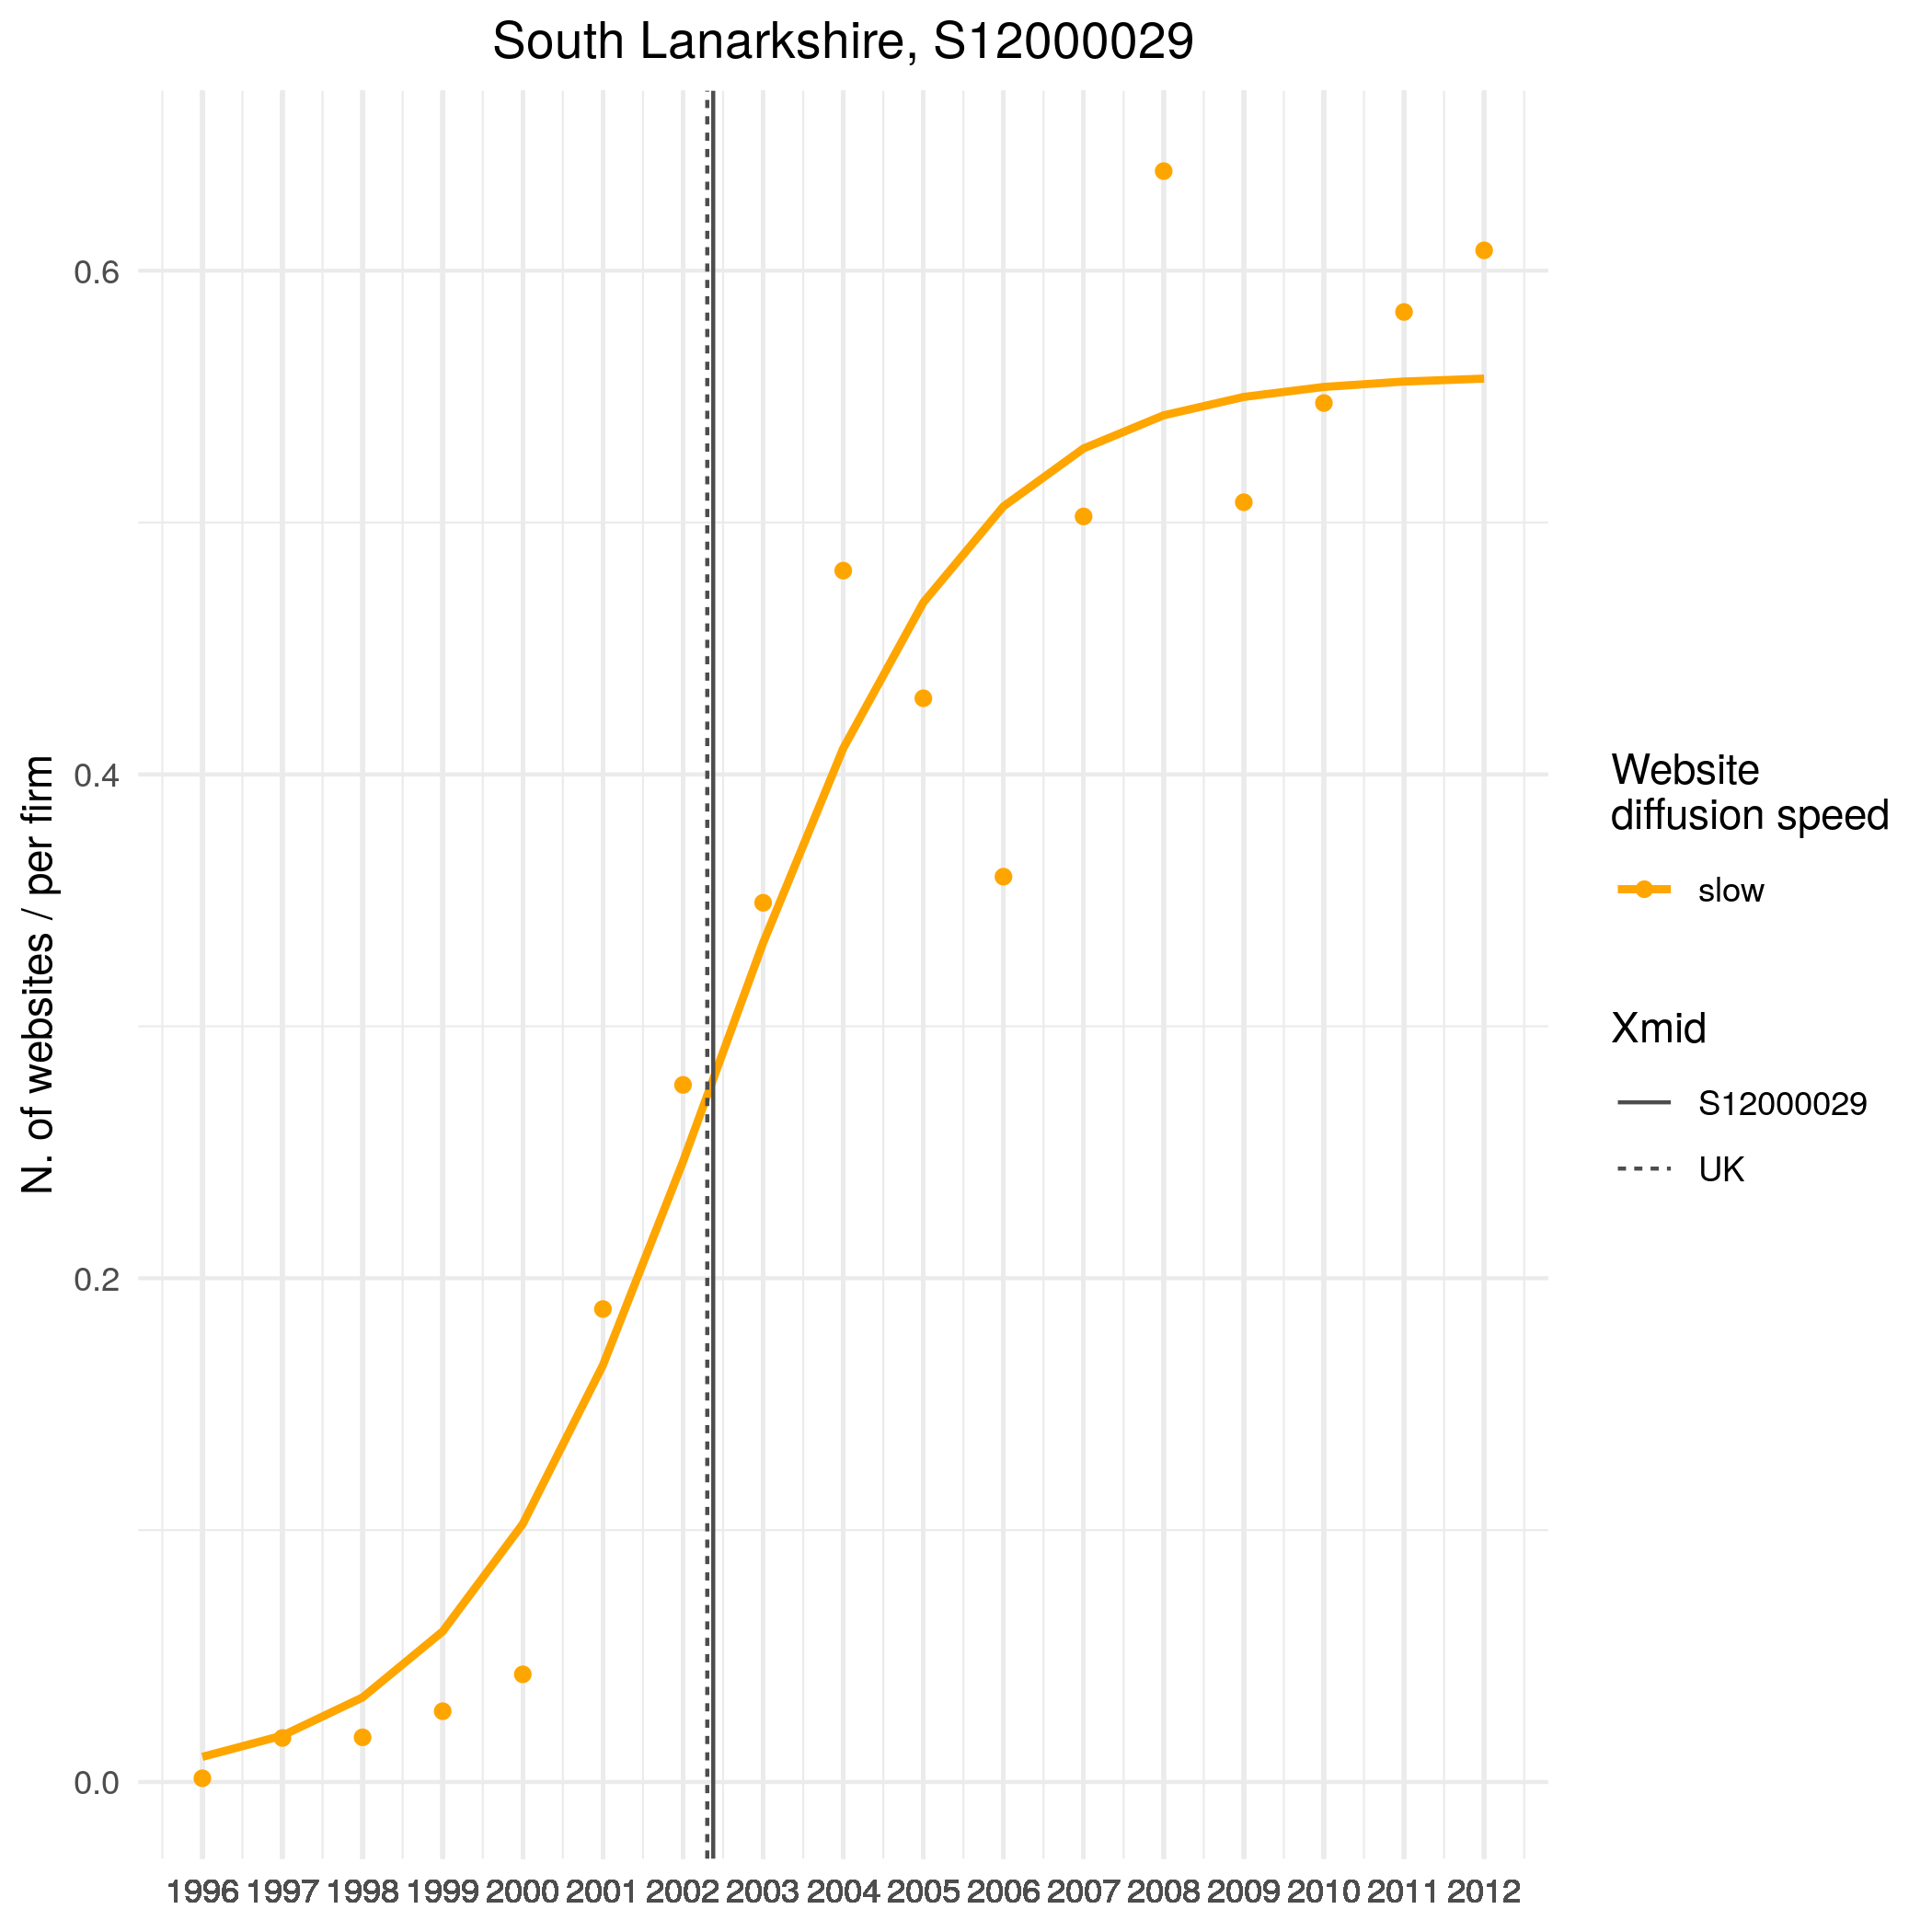 South Lanarkshire, S12000029
N. of websites / per firm
0.6
0.4
0.2
0.0
1996 1997 1998 1999 2000 2001 2002 2003 2004 2005 2006 2007 2008 2009 2010 2011 2012
Website
diffusion speed
slow
Xmid
S12000029
UK